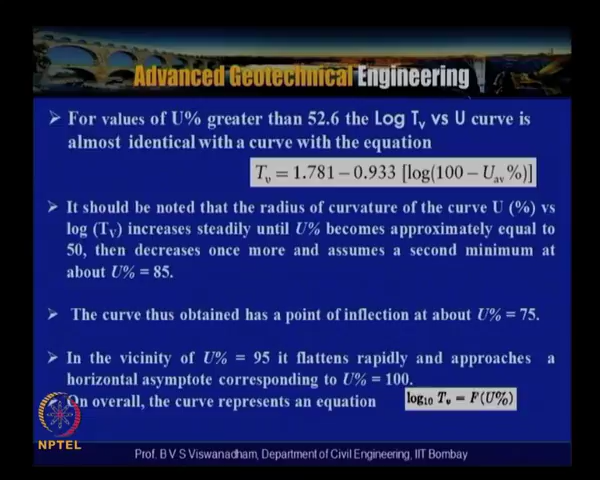 Advanced Geotechnical Engineering
➢ For values of U% greater than 52.6 the Log Tᵥ vs U curve is
almost identical with a curve with the equation
Tᵥ = 1.781 − 0.933 [log(100 − Uₐᵥ %)]
➢ It should be noted that the radius of curvature of the curve U (%) vs
log (Tᵥ) increases steadily until U% becomes approximately equal to
50, then decreases once more and assumes a second minimum at
about U% = 85.
➢ The curve thus obtained has a point of inflection at about U% = 75.
➢ In the vicinity of U% = 95 it flattens rapidly and approaches a
horizontal asymptote corresponding to U% = 100.
On overall, the curve represents an equation log₁₀ Tᵥ = F(U%)
NPTEL
Prof. B V S Viswanadham, Department of Civil Engineering, IIT Bombay